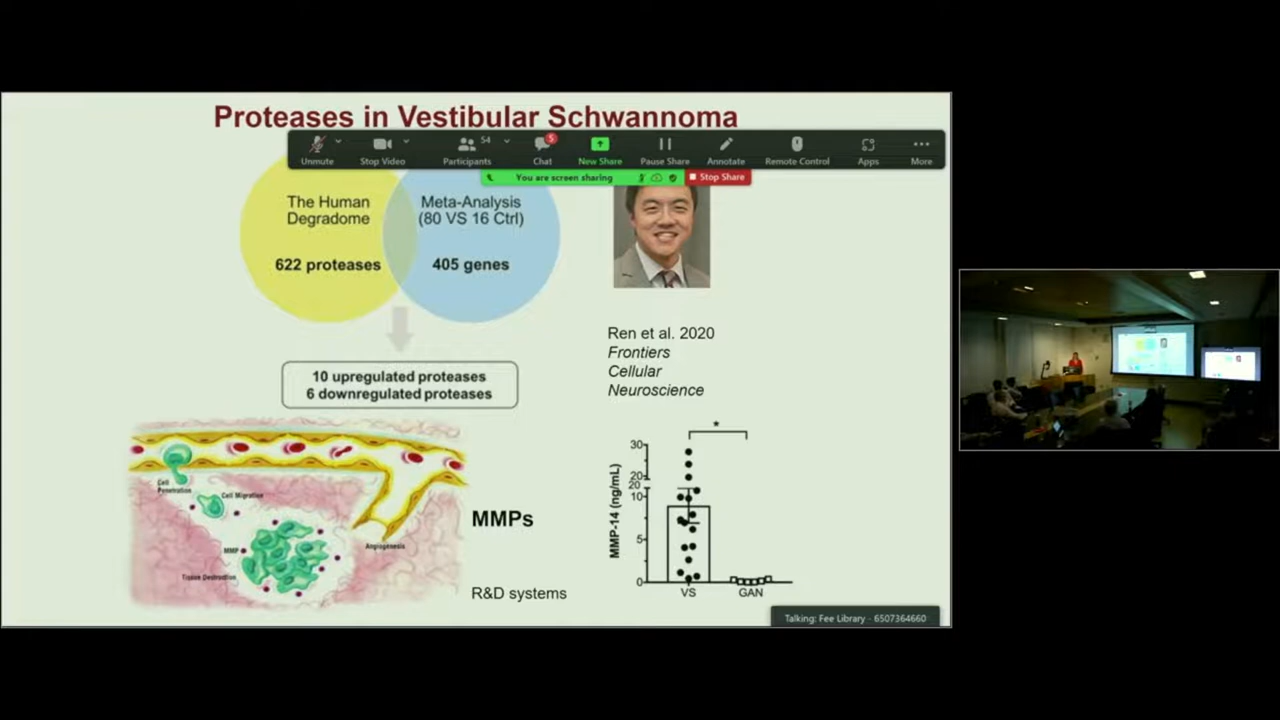 Proteases in Vestibular Schwannoma
Unmute
Stop Video
54
Participants
5
Chat
New Share
Pause Share
Annotate
Remote Control
Apps
More
You are screen sharing
Stop Share
The Human
Degradome
622 proteases
Meta-Analysis
(80 VS 16 Ctrl)
405 genes
10 upregulated proteases
6 downregulated proteases
Ren et al. 2020
Frontiers
Cellular
Neuroscience
Cell
Penetration
Cell Migration
MMP
Tissue Destruction
Angiogenesis
MMPs
R&D systems
*
MMP-14 (ng/mL)
30
20
20
10
5
0
VS
GAN
Talking: Fee Library - 6507364660